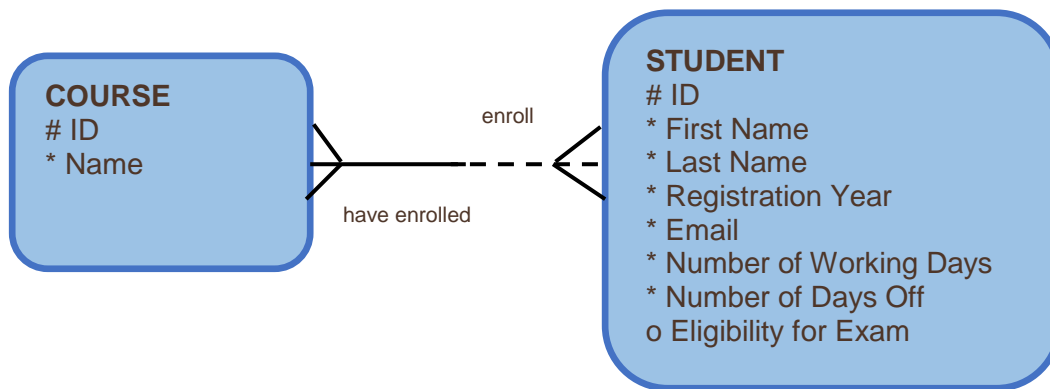 COURSE
# ID
* Name
enroll
have enrolled
STUDENT
# ID
* First Name
* Last Name
* Registration Year
* Email
* Number of Working Days
* Number of Days Off
o Eligibility for Exam